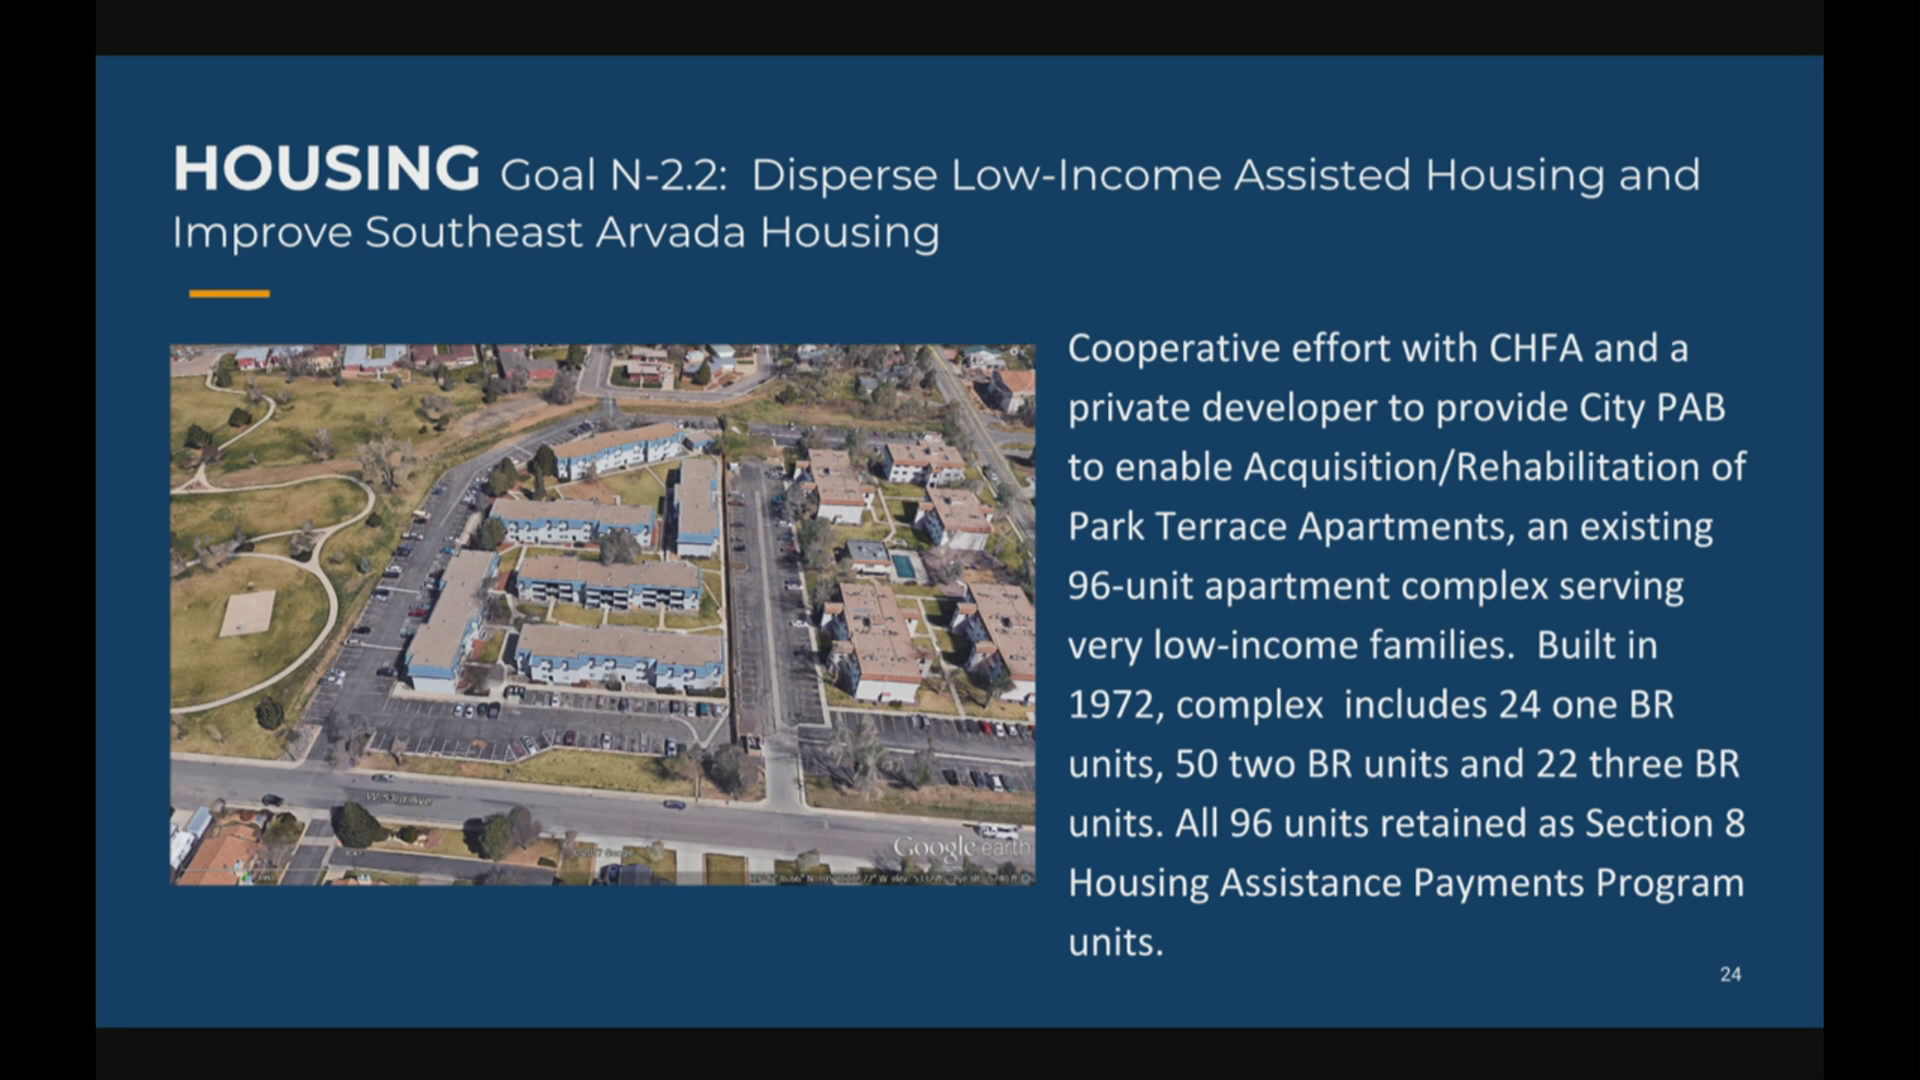 HOUSING Goal N-2.2: Disperse Low-Income Assisted Housing and
Improve Southeast Arvada Housing
Cooperative effort with CHFA and a
private developer to provide City PAB
to enable Acquisition/Rehabilitation of
Park Terrace Apartments, an existing
96-unit apartment complex serving
very low-income families. Built in
1972, complex includes 24 one BR
units, 50 two BR units and 22 three BR
units. All 96 units retained as Section 8
Housing Assistance Payments Program
units.
W 53rd Ave
Google earth
24